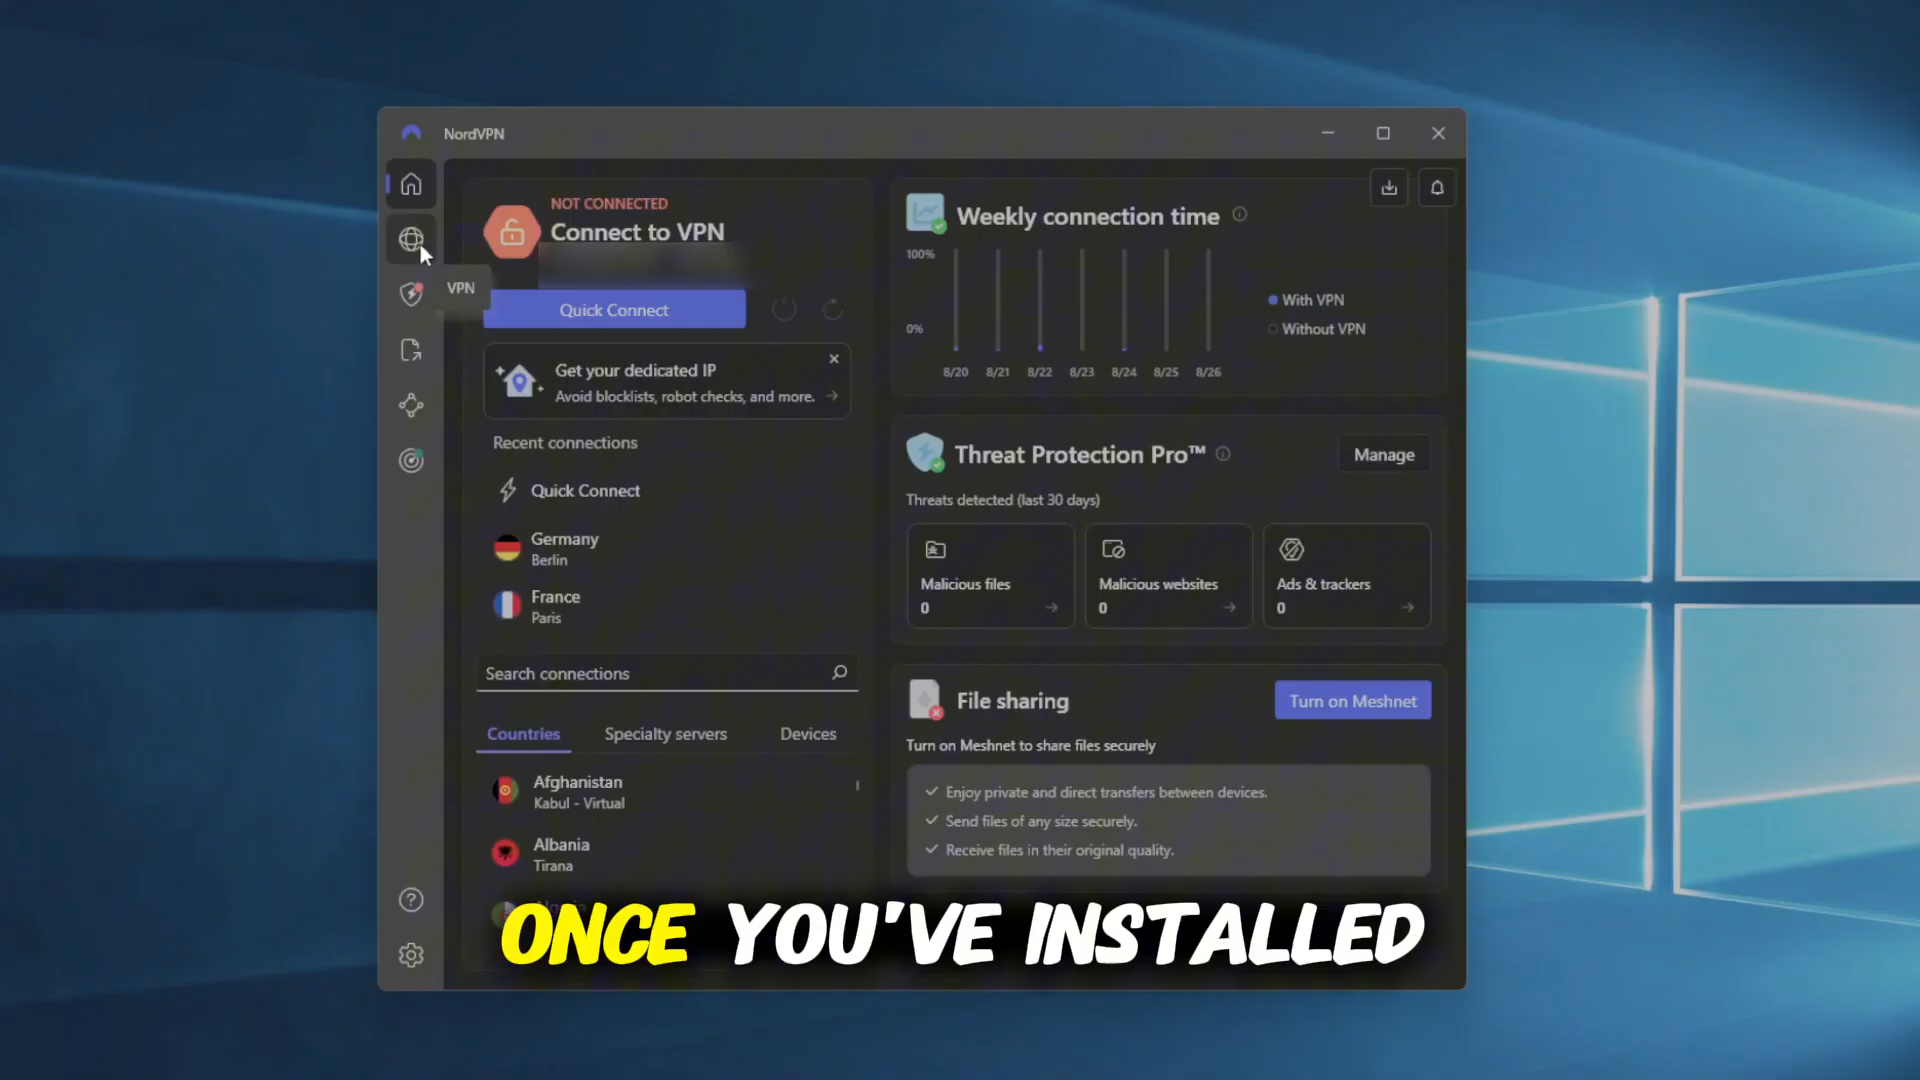 NordVPN
NOT CONNECTED
Connect to VPN
VPN
Quick Connect
Get your dedicated IP
Avoid blocklists, robot checks, and more.
Recent connections
Quick Connect
Germany
Berlin
France
Paris
Search connections
Countries Specialty servers Devices
Afghanistan
Kabul - Virtual
Albania
Tirana
Weekly connection time
100%
0%
8/20 8/21 8/22 8/23 8/24 8/25 8/26
With VPN
Without VPN
Threat Protection Pro™
Manage
Threats detected (last 30 days)
Malicious files
0
Malicious websites
0
Ads & trackers
0
File sharing
Turn on Meshnet
Turn on Meshnet to share files securely
Enjoy private and direct transfers between devices.
Send files of any size securely.
Receive files in their original quality.
ONCE YOU'VE INSTALLED